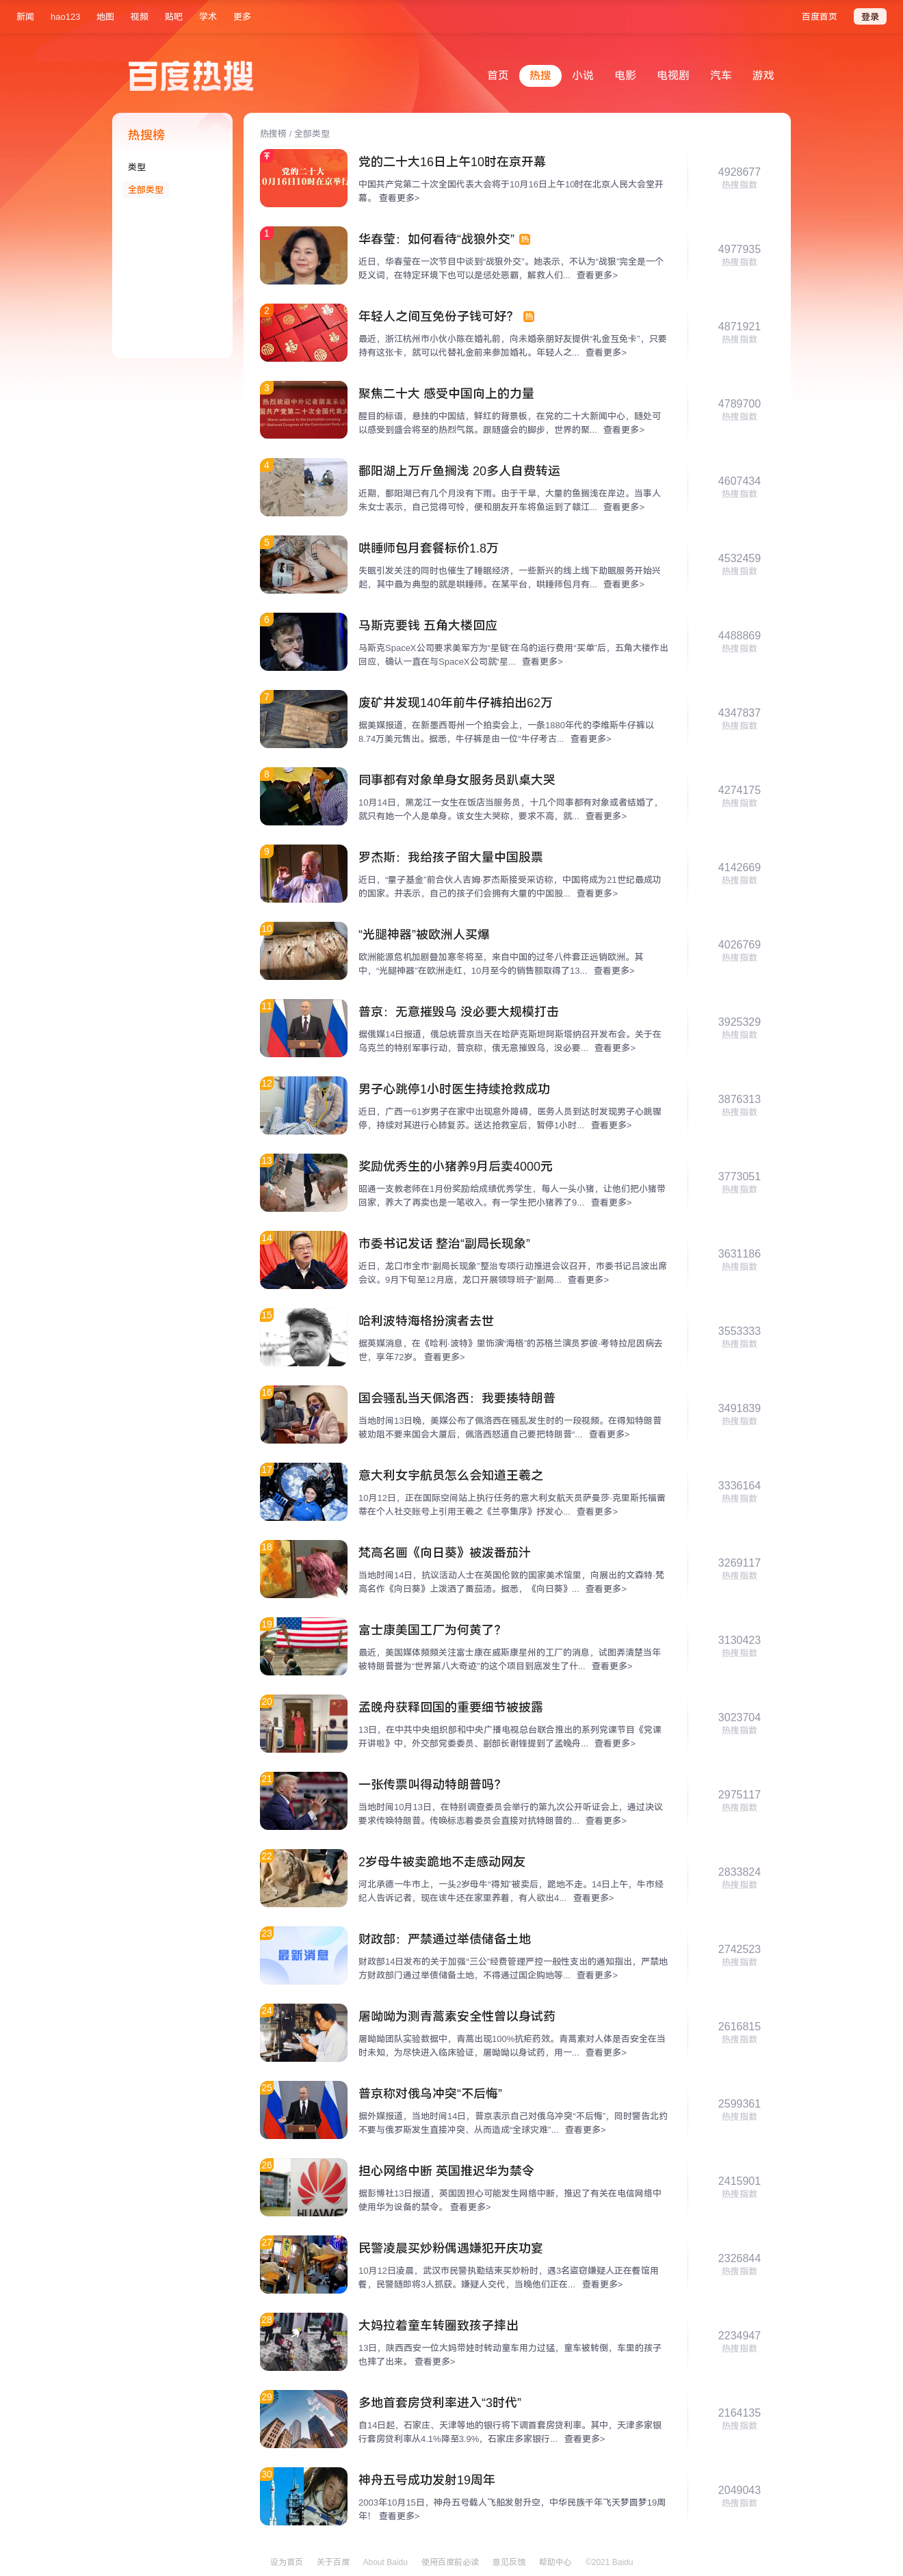 新闻 hao123 地图 视频 贴吧 学术 更多 百度首页 登录
百度热搜
首页 热搜 小说 电影 电视剧 汽车 游戏
热搜榜
类型
全部类型
热搜榜 / 全部类型
党的二十大
10月16日10时在京举行
党的二十大16日上午10时在京开幕
中国共产党第二十次全国代表大会将于10月16日上午10时在北京人民大会堂开
幕。 查看更多>
4928677
热搜指数
1
华春莹：如何看待“战狼外交” 热
近日，华春莹在一次节目中谈到“战狼外交”。她表示，不认为“战狼”完全是一个
贬义词，在特定环境下也可以是惩处恶霸，解救人们... 查看更多>
4977935
热搜指数
2
年轻人之间互免份子钱可好？ 热
最近，浙江杭州市小伙小陈在婚礼前，向未婚亲朋好友提供“礼金互免卡”，只要
持有这张卡，就可以代替礼金前来参加婚礼。年轻人之... 查看更多>
4871921
热搜指数
3
聚焦二十大 感受中国向上的力量
醒目的标语，悬挂的中国结，鲜红的背景板，在党的二十大新闻中心，随处可
以感受到盛会将至的热烈气氛。跟随盛会的脚步，世界的聚... 查看更多>
4789700
热搜指数
4
鄱阳湖上万斤鱼搁浅 20多人自费转运
近期，鄱阳湖已有几个月没有下雨。由于干旱，大量的鱼搁浅在岸边。当事人
朱女士表示，自己觉得可怜，便和朋友开车将鱼运到了赣江... 查看更多>
4607434
热搜指数
5
哄睡师包月套餐标价1.8万
失眠引发关注的同时也催生了睡眠经济，一些新兴的线上线下助眠服务开始兴
起，其中最为典型的就是哄睡师。在某平台，哄睡师包月有... 查看更多>
4532459
热搜指数
6
马斯克要钱 五角大楼回应
马斯克SpaceX公司要求美军方为“星链”在乌的运行费用“买单”后，五角大楼作出
回应，确认一直在与SpaceX公司就“星... 查看更多>
4488869
热搜指数
7
废矿井发现140年前牛仔裤拍出62万
据美媒报道，在新墨西哥州一个拍卖会上，一条1880年代的李维斯牛仔裤以
8.74万美元售出。据悉，牛仔裤是由一位“牛仔考古... 查看更多>
4347837
热搜指数
8
同事都有对象单身女服务员趴桌大哭
10月14日，黑龙江一女生在饭店当服务员，十几个同事都有对象或者结婚了，
就只有她一个人是单身。该女生大哭称，要求不高，就... 查看更多>
4274175
热搜指数
9
罗杰斯：我给孩子留大量中国股票
近日，“量子基金”前合伙人吉姆·罗杰斯接受采访称，中国将成为21世纪最成功
的国家。并表示，自己的孩子们会拥有大量的中国股... 查看更多>
4142669
热搜指数
10
“光腿神器”被欧洲人买爆
欧洲能源危机加剧叠加寒冬将至，来自中国的过冬八件套正远销欧洲。其
中，“光腿神器”在欧洲走红，10月至今的销售额取得了13... 查看更多>
4026769
热搜指数
11
普京：无意摧毁乌 没必要大规模打击
据俄媒14日报道，俄总统普京当天在哈萨克斯坦阿斯塔纳召开发布会。关于在
乌克兰的特别军事行动，普京称，俄无意摧毁乌，没必要... 查看更多>
3925329
热搜指数
12
男子心跳停1小时医生持续抢救成功
近日，广西一61岁男子在家中出现意外障碍，医务人员到达时发现男子心跳骤
停，持续对其进行心肺复苏。送达抢救室后，暂停1小时... 查看更多>
3876313
热搜指数
13
奖励优秀生的小猪养9月后卖4000元
昭通一支教老师在1月份奖励给成绩优秀学生，每人一头小猪，让他们把小猪带
回家，养大了再卖也是一笔收入。有一学生把小猪养了9... 查看更多>
3773051
热搜指数
14
市委书记发话 整治“副局长现象”
近日，龙口市全市“副局长现象”整治专项行动推进会议召开，市委书记吕波出席
会议。9月下旬至12月底，龙口开展领导班子“副局... 查看更多>
3631186
热搜指数
15
哈利波特海格扮演者去世
据英媒消息，在《哈利·波特》里饰演“海格”的苏格兰演员罗彼·考特拉尼因病去
世，享年72岁。 查看更多>
3553333
热搜指数
16
国会骚乱当天佩洛西：我要揍特朗普
当地时间13日晚，美媒公布了佩洛西在骚乱发生时的一段视频。在得知特朗普
被劝阻不要来国会大厦后，佩洛西怒道自己要把特朗普“... 查看更多>
3491839
热搜指数
17
意大利女宇航员怎么会知道王羲之
10月12日，正在国际空间站上执行任务的意大利女航天员萨曼莎·克里斯托福雷
蒂在个人社交账号上引用王羲之《兰亭集序》抒发心... 查看更多>
3336164
热搜指数
18
梵高名画《向日葵》被泼番茄汁
当地时间14日，抗议活动人士在英国伦敦的国家美术馆里，向展出的文森特·梵
高名作《向日葵》上泼洒了番茄汤。据悉，《向日葵》... 查看更多>
3269117
热搜指数
19
富士康美国工厂为何黄了？
最近，美国媒体频频关注富士康在威斯康星州的工厂的消息，试图弄清楚当年
被特朗普誉为“世界第八大奇迹”的这个项目到底发生了什... 查看更多>
3130423
热搜指数
20
孟晚舟获释回国的重要细节被披露
13日，在中共中央组织部和中央广播电视总台联合推出的系列党课节目《党课
开讲啦》中，外交部党委委员、副部长谢锋提到了孟晚舟... 查看更多>
3023704
热搜指数
21
一张传票叫得动特朗普吗？
当地时间10月13日，在特别调查委员会举行的第九次公开听证会上，通过决议
要求传唤特朗普。传唤标志着委员会直接对抗特朗普的... 查看更多>
2975117
热搜指数
22
2岁母牛被卖跪地不走感动网友
河北承德一牛市上，一头2岁母牛“得知”被卖后，跪地不走。14日上午，牛市经
纪人告诉记者，现在该牛还在家里养着，有人欲出4... 查看更多>
2833824
热搜指数
23
最新消息
财政部：严禁通过举债储备土地
财政部14日发布的关于加强“三公”经费管理严控一般性支出的通知指出，严禁地
方财政部门通过举债储备土地，不得通过国企购地等... 查看更多>
2742523
热搜指数
24
屠呦呦为测青蒿素安全性曾以身试药
屠呦呦团队实验数据中，青蒿出现100%抗疟药效。青蒿素对人体是否安全在当
时未知，为尽快进入临床验证，屠呦呦以身试药，用一... 查看更多>
2616815
热搜指数
25
普京称对俄乌冲突“不后悔”
据外媒报道，当地时间14日，普京表示自己对俄乌冲突“不后悔”，同时警告北约
不要与俄罗斯发生直接冲突、从而造成“全球灾难”... 查看更多>
2599361
热搜指数
26
HUAWEI
担心网络中断 英国推迟华为禁令
据彭博社13日报道，英国因担心可能发生网络中断，推迟了有关在电信网络中
使用华为设备的禁令。 查看更多>
2415901
热搜指数
27
民警凌晨买炒粉偶遇嫌犯开庆功宴
10月12日凌晨，武汉市民警执勤结束买炒粉时，遇3名盗窃嫌疑人正在餐馆用
餐，民警随即将3人抓获。嫌疑人交代，当晚他们正在... 查看更多>
2326844
热搜指数
28
大妈拉着童车转圈致孩子摔出
13日，陕西西安一位大妈带娃时转动童车用力过猛，童车被转倒，车里的孩子
也摔了出来。 查看更多>
2234947
热搜指数
29
多地首套房贷利率进入“3时代”
自14日起，石家庄、天津等地的银行将下调首套房贷利率。其中，天津多家银
行套房贷利率从4.1%降至3.9%，石家庄多家银行... 查看更多>
2164135
热搜指数
30
神舟五号成功发射19周年
2003年10月15日，神舟五号载人飞船发射升空，中华民族千年飞天梦圆梦19周
年！ 查看更多>
2049043
热搜指数
设为首页 关于百度 About Baidu 使用百度前必读 意见反馈 帮助中心 ©2021 Baidu